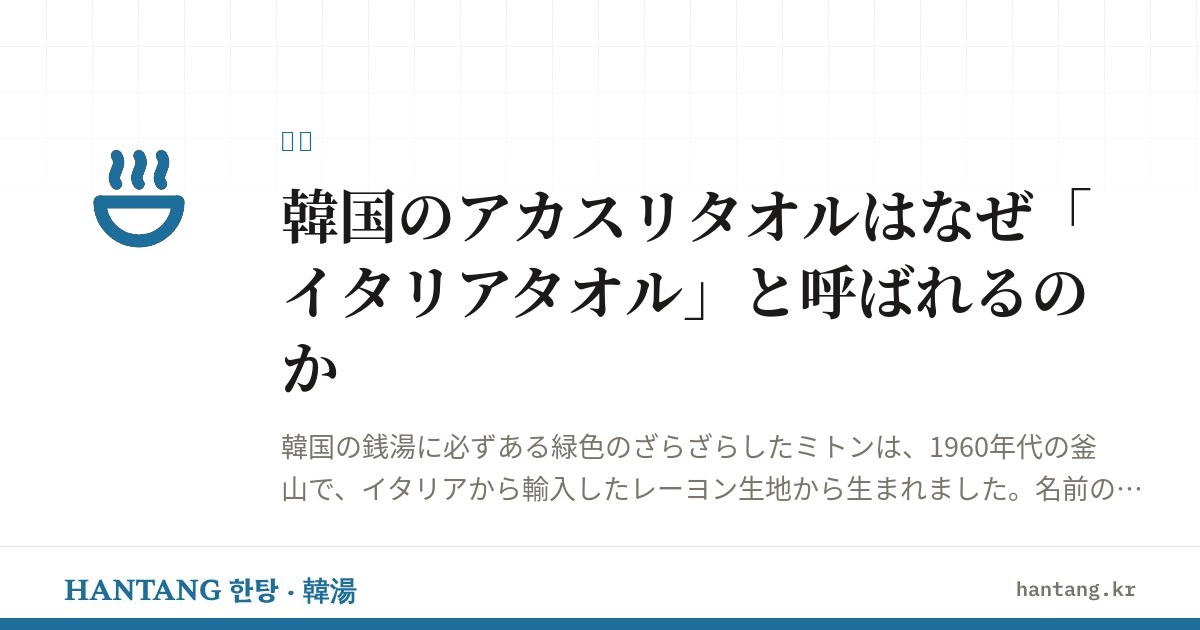 韓国のアカスリタオルはなぜ「
イタリアタオル」と呼ばれるの
か
韓国の銭湯に必ずある緑色のざらざらしたミトンは、1960年代の釜
山で、イタリアから輸入したレーヨン生地から生まれました。名前の…
HANTANG 한탕 · 韓湯
hantang.kr